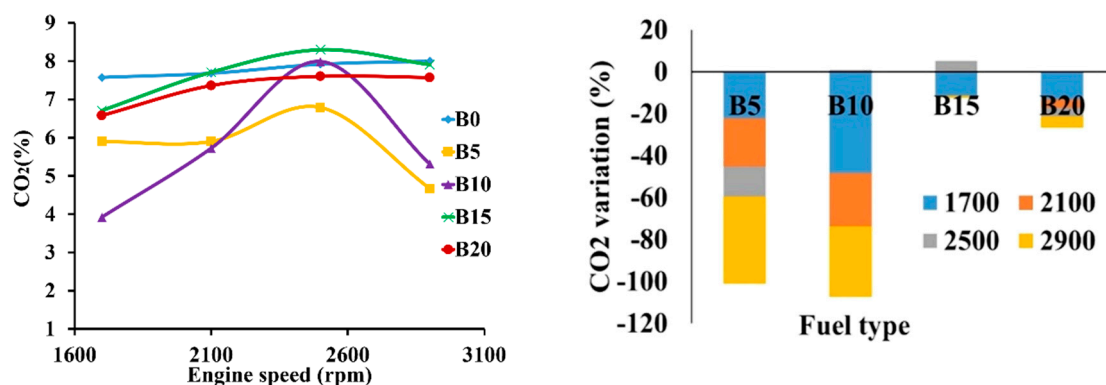 9
8
7
6
5
4
3
2
1
CO₂(%)
1600 2100 2600 3100
Engine speed (rpm)
B0
B5
B10
B15
B20
20
0
-20
-40
-60
-80
-100
-120
CO2 variation (%)
B5 B10 B15 B20
1700 2100
2500 2900
Fuel type